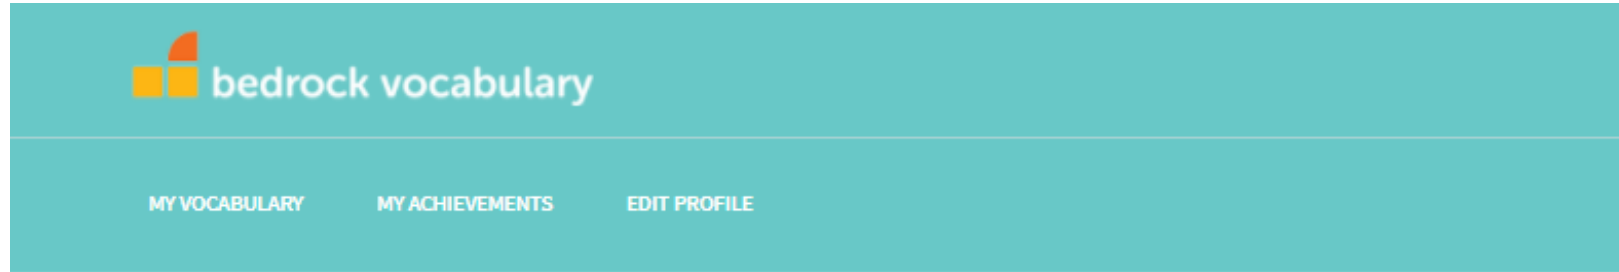 bedrock vocabulary
MY VOCABULARY MY ACHIEVEMENTS EDIT PROFILE